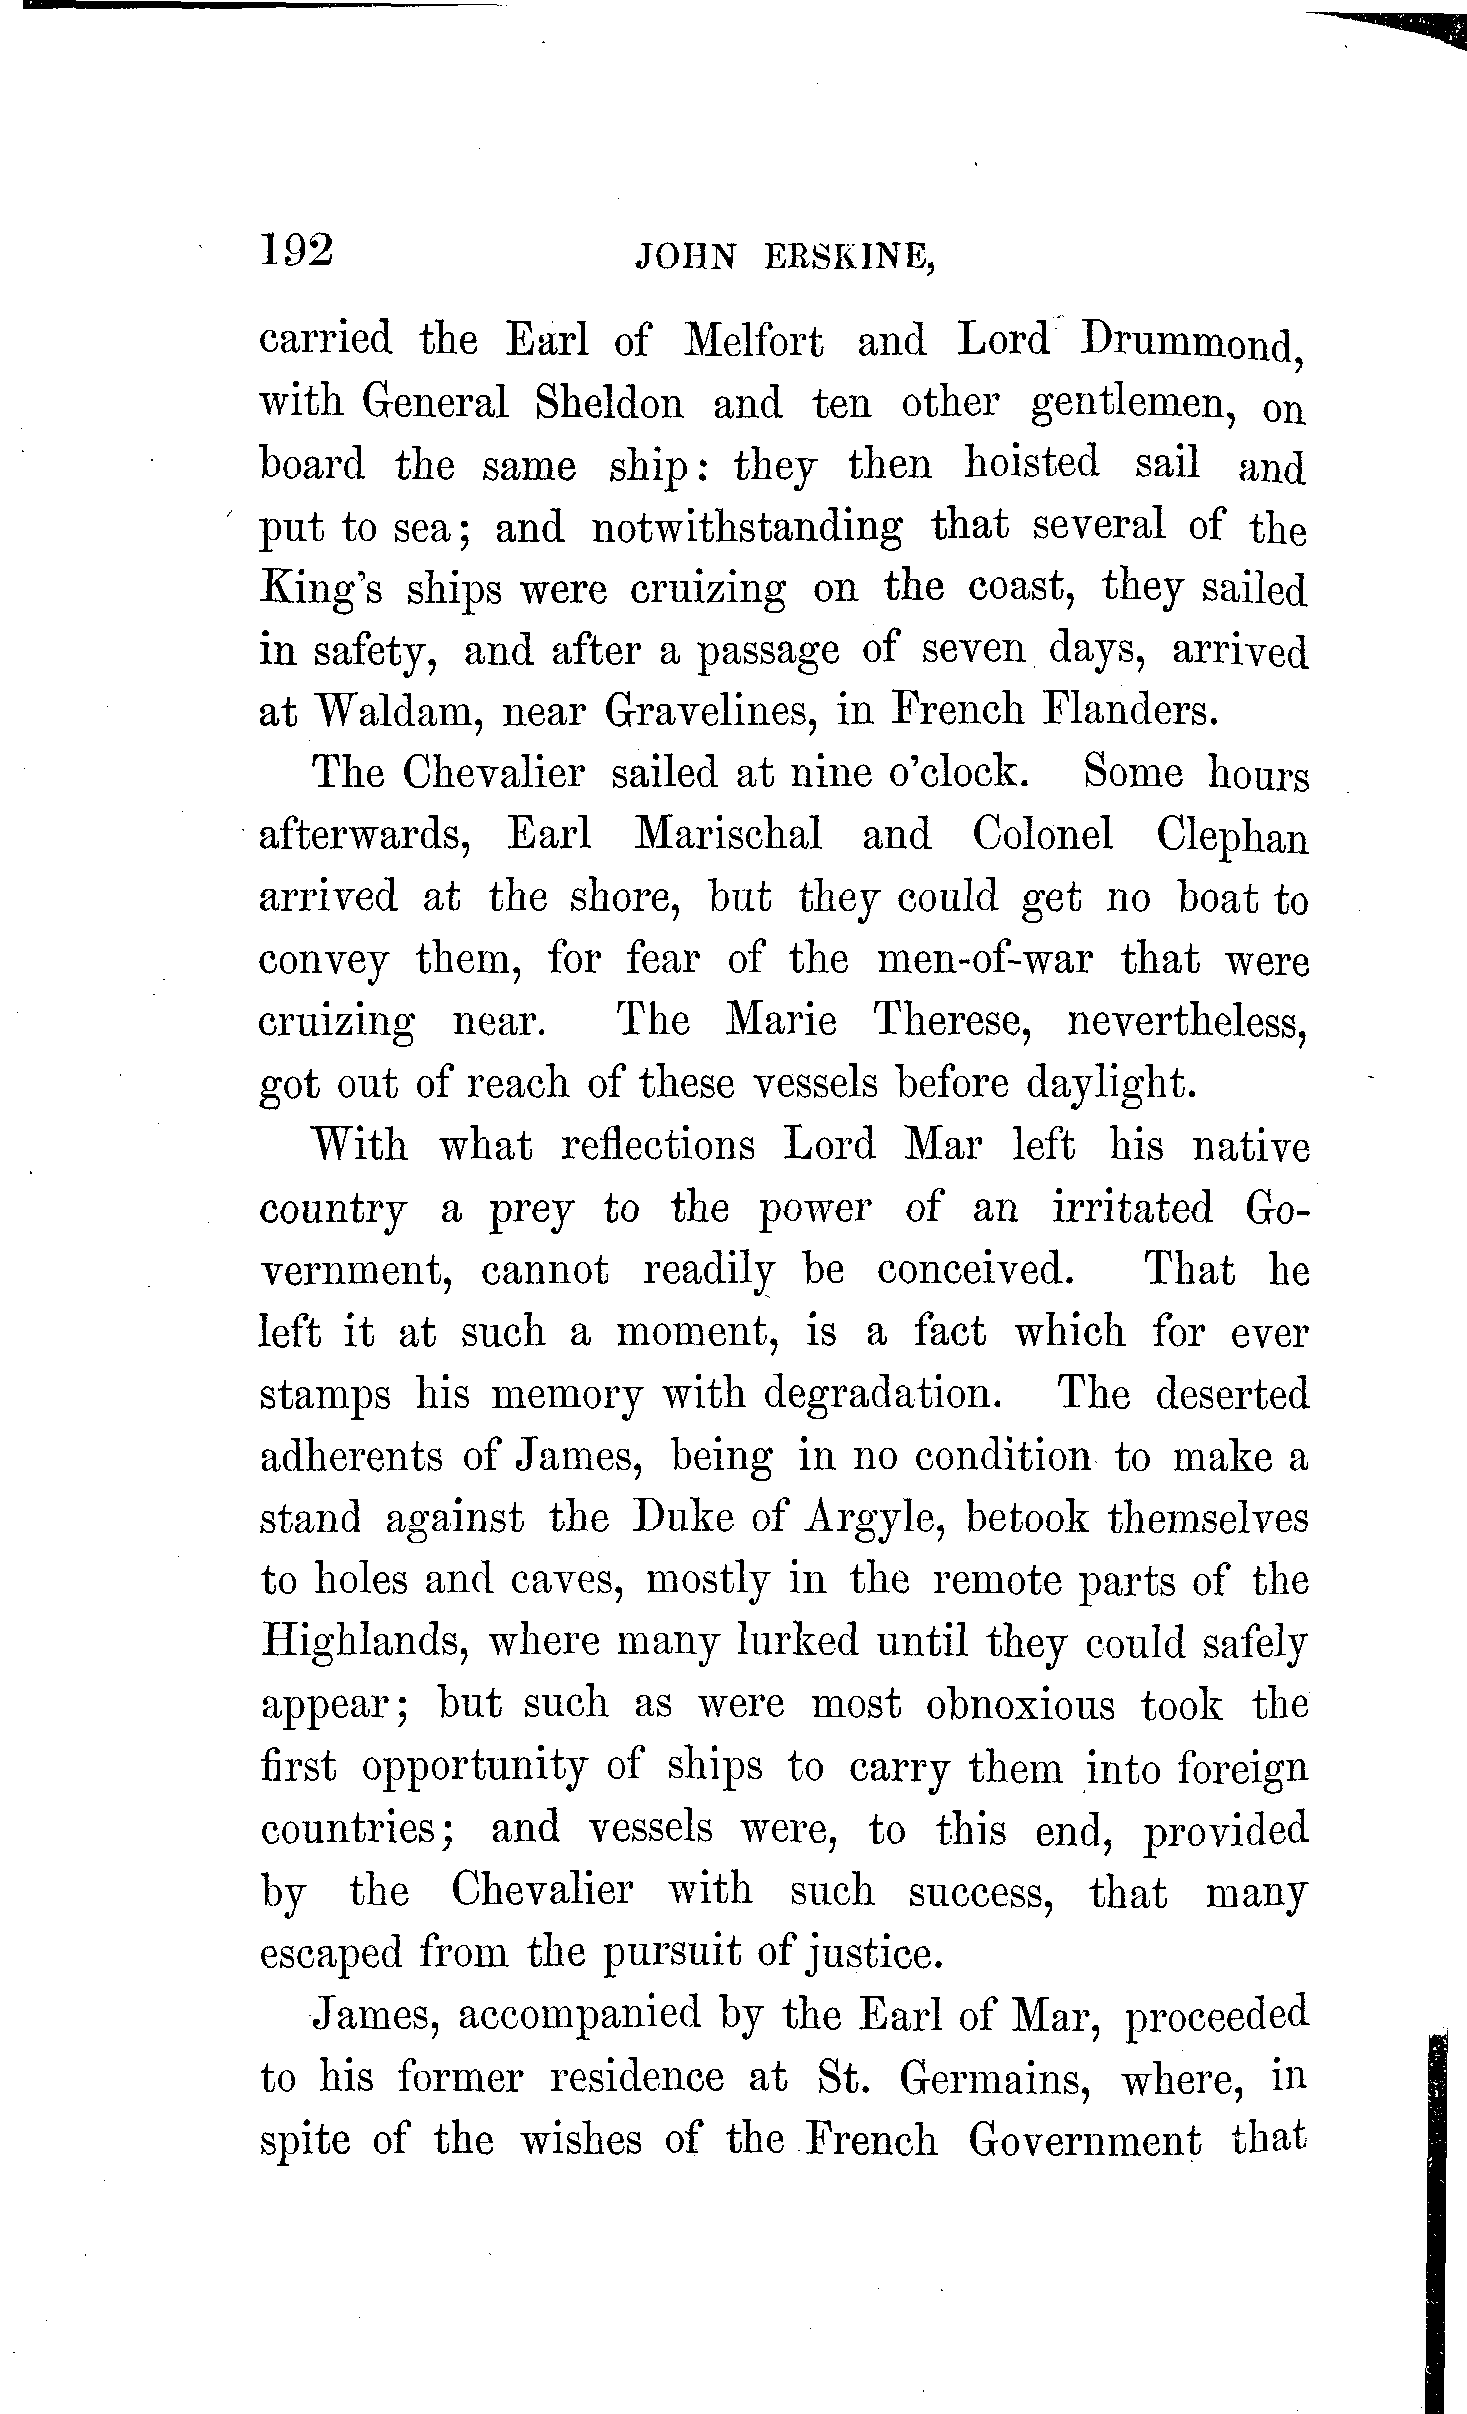 192 JOHN ERSKINE,
carried the Earl of Melfort and Lord Drummond,
with General Sheldon and ten other gentlemen, on
board the same ship: they then hoisted sail and
put to sea; and notwithstanding that several of the
King's ships were cruizing on the coast, they sailed
in safety, and after a passage of seven days, arrived
at Waldam, near Gravelines, in French Flanders.
The Chevalier sailed at nine o'clock. Some hours
afterwards, Earl Marischal and Colonel Clephan
arrived at the shore, but they could get no boat to
convey them, for fear of the men-of-war that were
cruizing near. The Marie Therese, nevertheless,
got out of reach of these vessels before daylight.
With what reflections Lord Mar left his native
country a prey to the power of an irritated Go-
vernment, cannot readily be conceived. That he
left it at such a moment, is a fact which for ever
stamps his memory with degradation. The deserted
adherents of James, being in no condition to make a
stand against the Duke of Argyle, betook themselves
to holes and caves, mostly in the remote parts of the
Highlands, where many lurked until they could safely
appear; but such as were most obnoxious took the
first opportunity of ships to carry them into foreign
countries; and vessels were, to this end, provided
by the Chevalier with such success, that many
escaped from the pursuit of justice.
James, accompanied by the Earl of Mar, proceeded
to his former residence at St. Germains, where, in
spite of the wishes of the French Government that